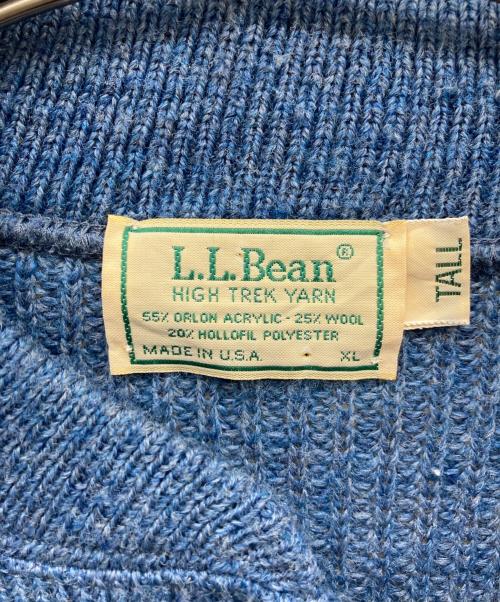 L.L.Bean®
HIGH TREK YARN
55% ORLON ACRYLIC - 25% WOOL
20% HOLLOFIL POLYESTER
MADE IN U.S.A. XL
TALL